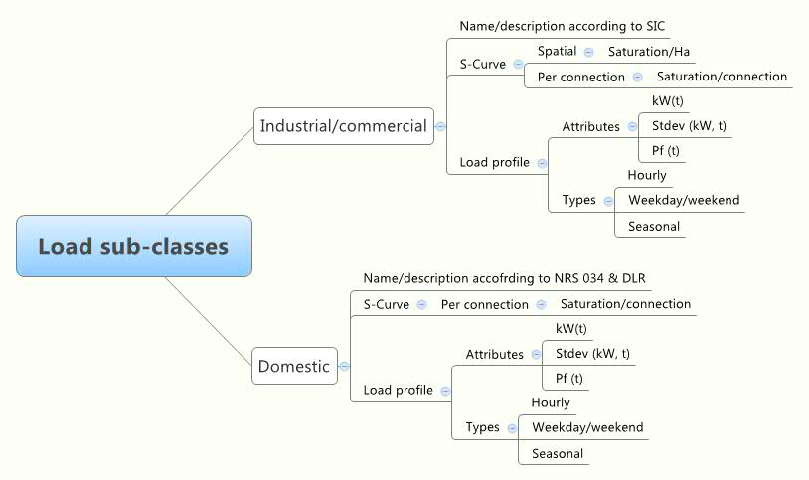 Name/description according to SIC
Spatial
Saturation/Ha
S-Curve
Per connection
Saturation/connection
kW(t)
Industrial/commercial
Attributes
Stdev (kW, t)
Pf (t)
Load profile
Hourly
Types
Weekday/weekend
Seasonal
Load sub-classes
Name/description accofrding to NRS 034 & DLR
S-Curve
Per connection
Saturation/connection
kW(t)
Attributes
Stdev (kW, t)
Domestic
Pf (t)
Load profile
Hourly
Types
Weekday/weekend
Seasonal